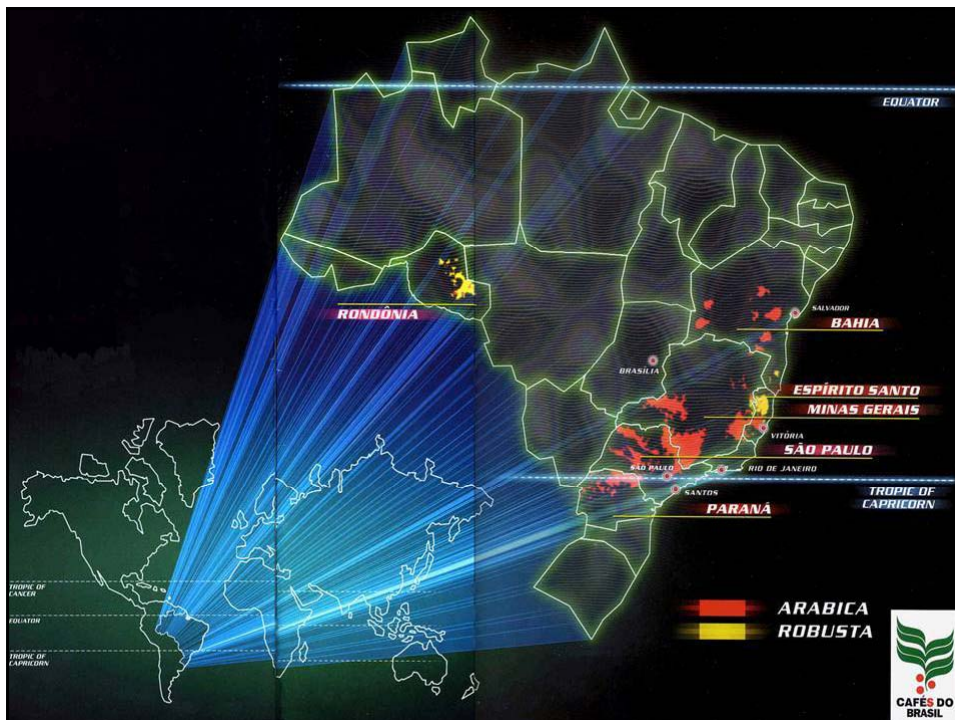 EQUATOR
RONDÔNIA
SALVADOR
BAHIA
BRASÍLIA
ESPÍRITO SANTO
MINAS GERAIS
VITÓRIA
SÃO PAULO
SÃO PAULO
RIO DE JANEIRO
SANTOS
TROPIC OF
CAPRICORN
PARANÁ
TROPIC OF
CANCER
EQUATOR
TROPIC OF
CAPRICORN
ARABICA
ROBUSTA
CAFÉS DO
BRASIL